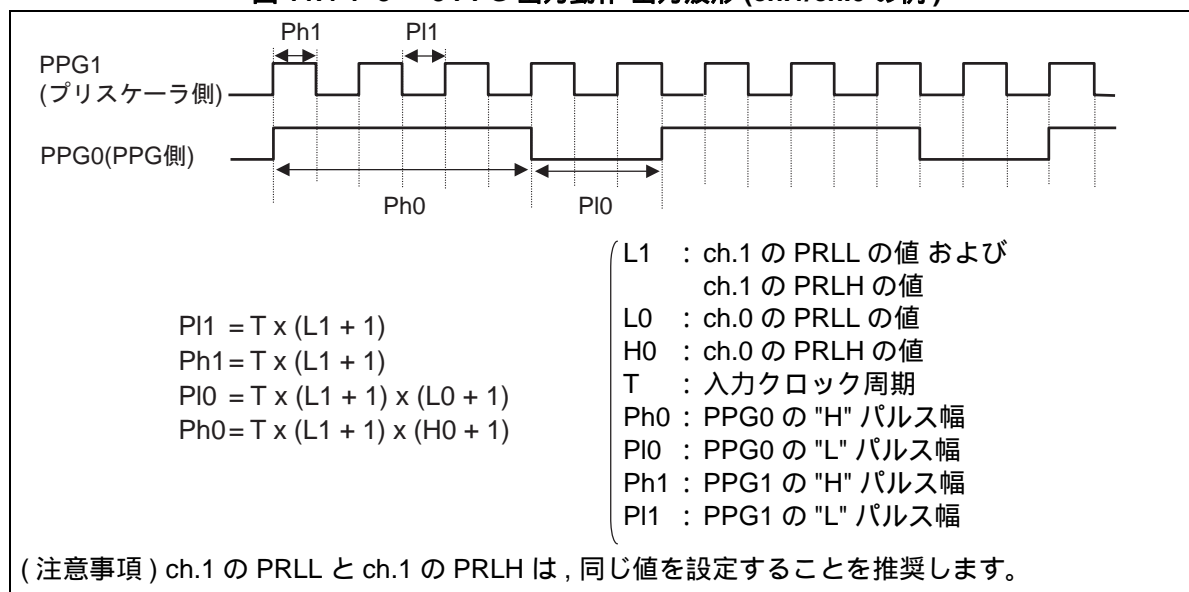 Ph1 Pl1
PPG1
(プリスケーラ側)
PPG0(PPG側)
Ph0 Pl0
Pl1 = T x (L1 + 1)
Ph1 = T x (L1 + 1)
Pl0 = T x (L1 + 1) x (L0 + 1)
Ph0 = T x (L1 + 1) x (H0 + 1)
L1 : ch.1 の PRLL の値 および
ch.1 の PRLH の値
L0 : ch.0 の PRLL の値
H0 : ch.0 の PRLH の値
T : 入力クロック周期
Ph0 : PPG0 の "H" パルス幅
Pl0 : PPG0 の "L" パルス幅
Ph1 : PPG1 の "H" パルス幅
Pl1 : PPG1 の "L" パルス幅
( 注意事項 ) ch.1 の PRLL と ch.1 の PRLH は , 同じ値を設定することを推奨します。